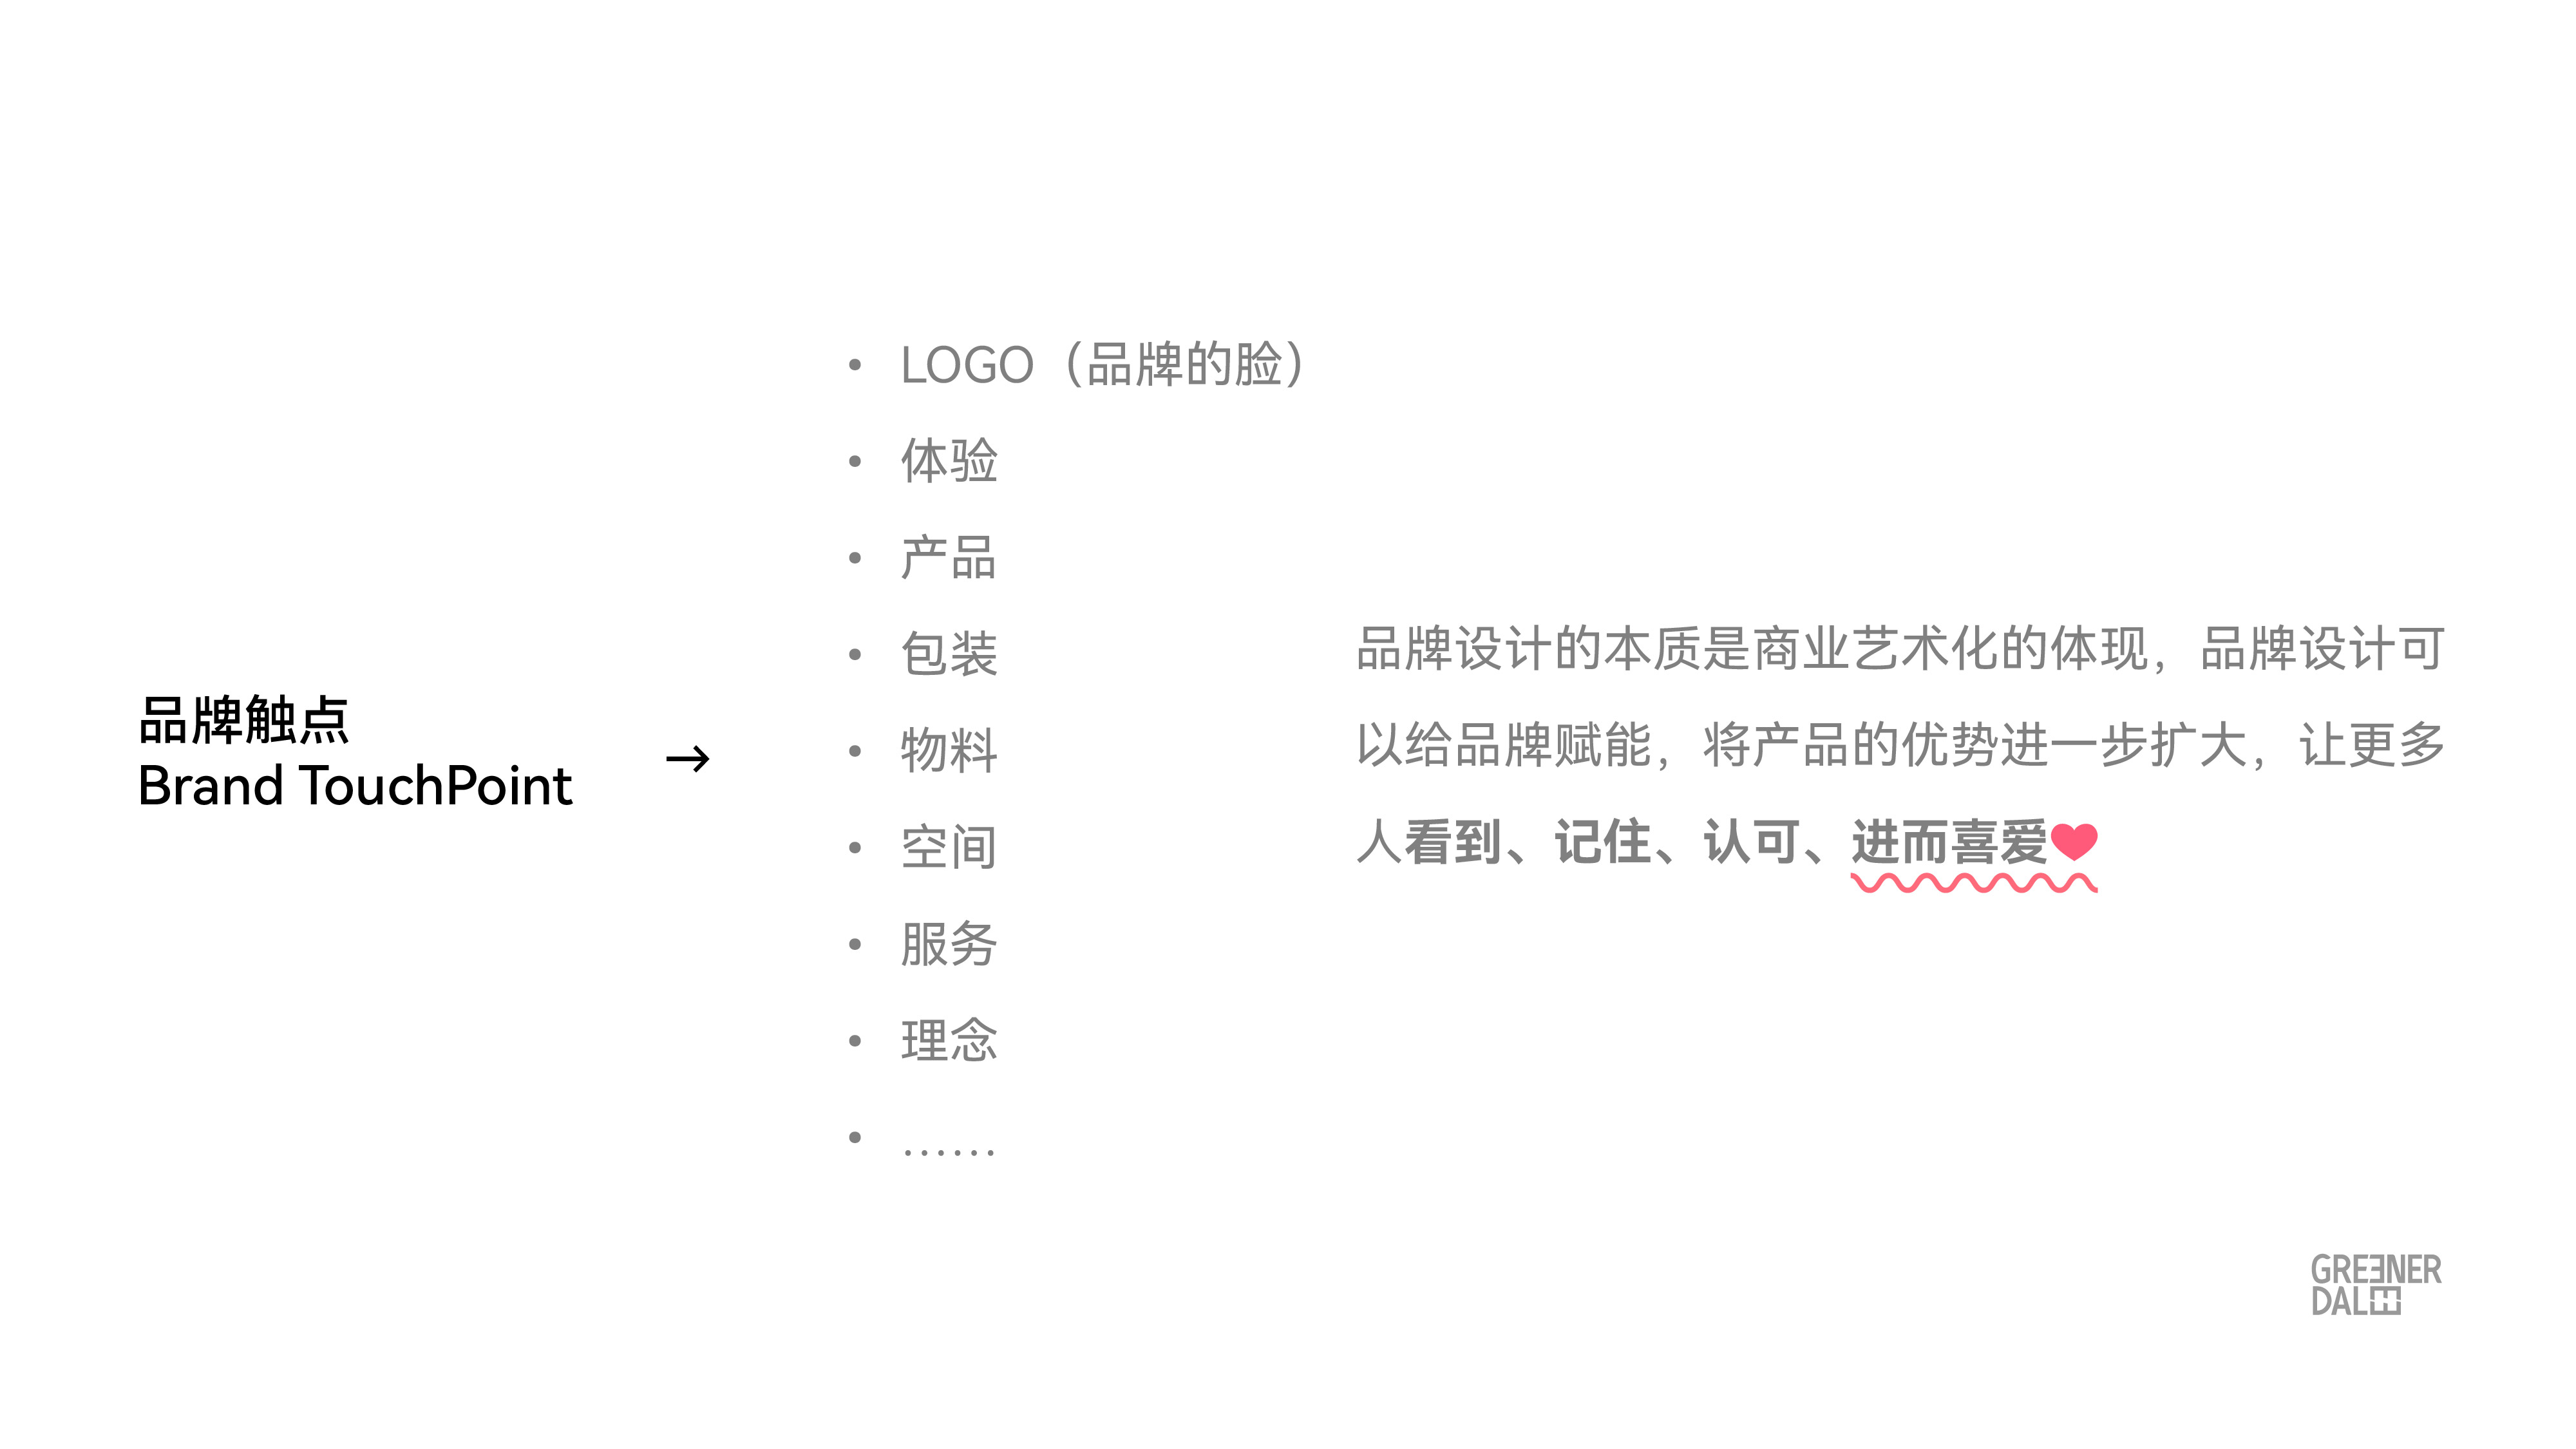 品牌触点
Brand TouchPoint
→
• LOGO（品牌的脸）
• 体验
• 产品
• 包装
• 物料
• 空间
• 服务
• 理念
• ……
品牌设计的本质是商业艺术化的体现，品牌设计可
以给品牌赋能，将产品的优势进一步扩大，让更多
人看到、记住、认可、进而喜爱
GREENER
DAL